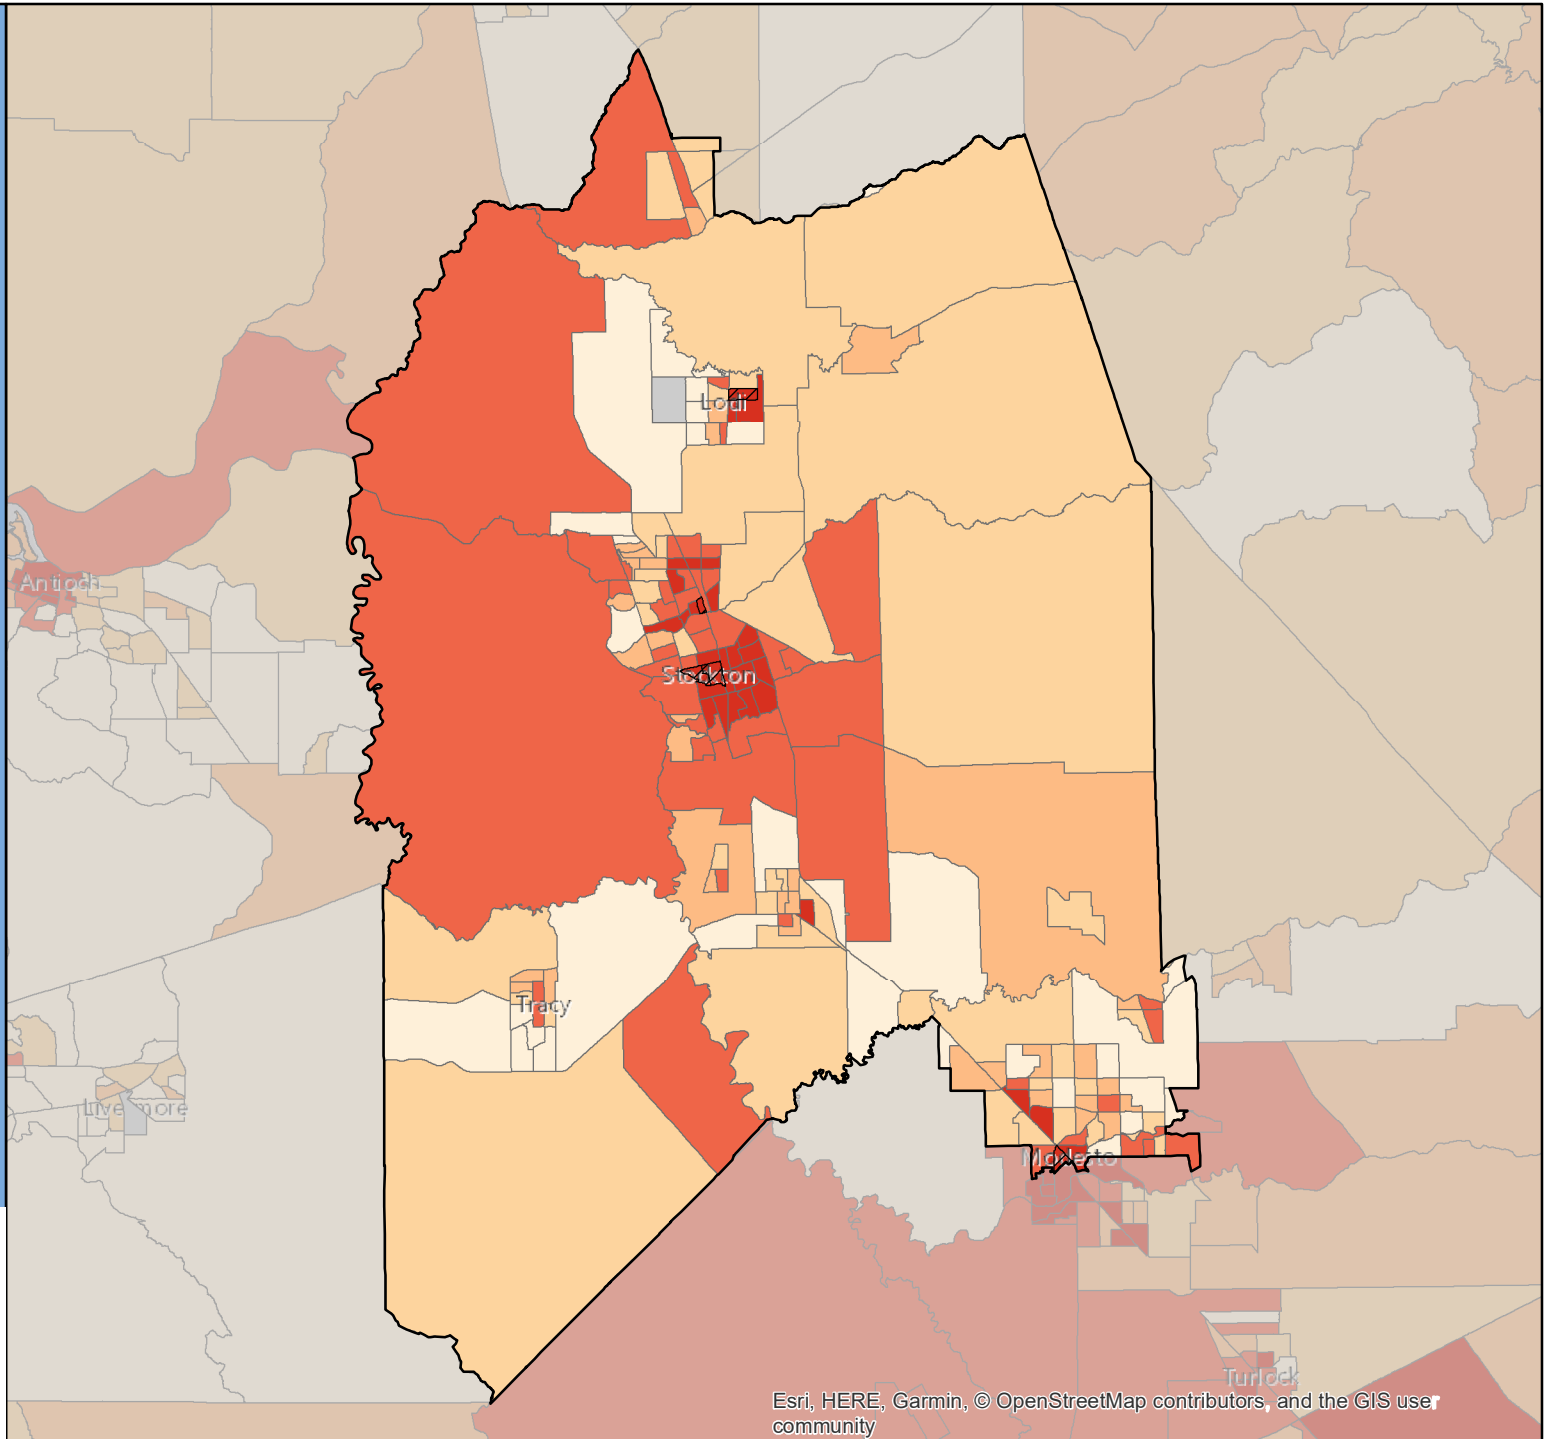 Lodi
Antioch
Stockton
Tracy
Livermore
Modesto
Turlock
Esri, HERE, Garmin, © OpenStreetMap contributors, and the GIS user
community